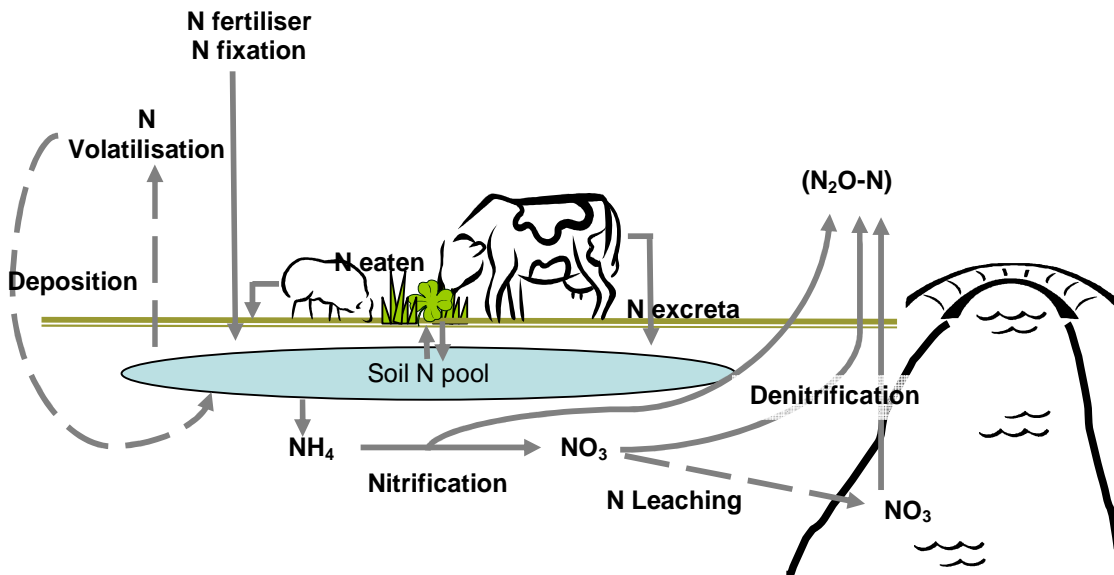 N fertiliser
N fixation
N
Volatilisation
(N₂O-N)
N eaten
Deposition
N excreta
Soil N pool
Denitrification
NH₄
NO₃
Nitrification
N Leaching
NO₃